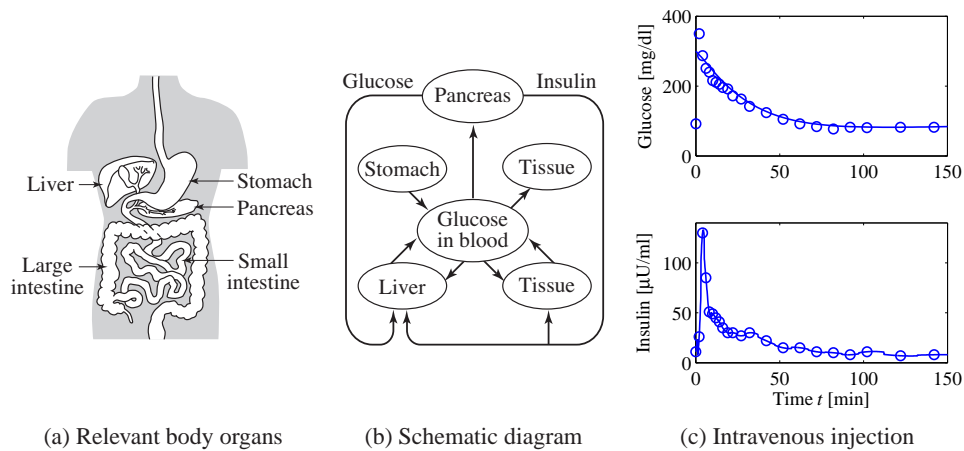 Liver
Stomach
Pancreas
Large
intestine
Small
intestine
(a) Relevant body organs
Glucose
Insulin
Pancreas
Stomach
Tissue
Glucose
in blood
Liver
Tissue
(b) Schematic diagram
Glucose [mg/dl]
400
200
0
0 50 100 150
Insulin [µU/ml]
100
50
0
0 50 100 150
Time t [min]
(c) Intravenous injection